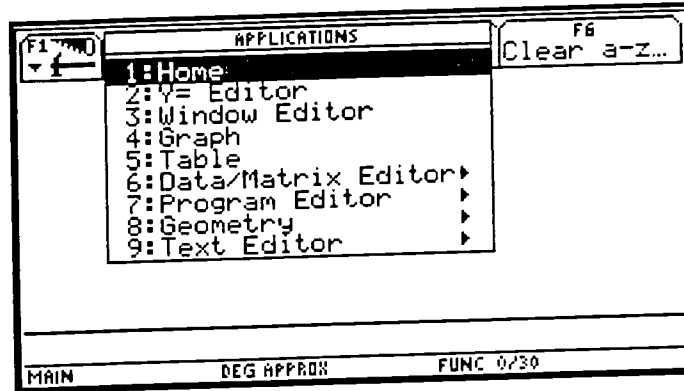 F1
APPLICATIONS
F6
Clear a-z…
1:Home
2:Y= Editor
3:Window Editor
4:Graph
5:Table
6:Data/Matrix Editor▸
7:Program Editor ▸
8:Geometry ▸
9:Text Editor ▸
MAIN DEG APPROX FUNC 0/30